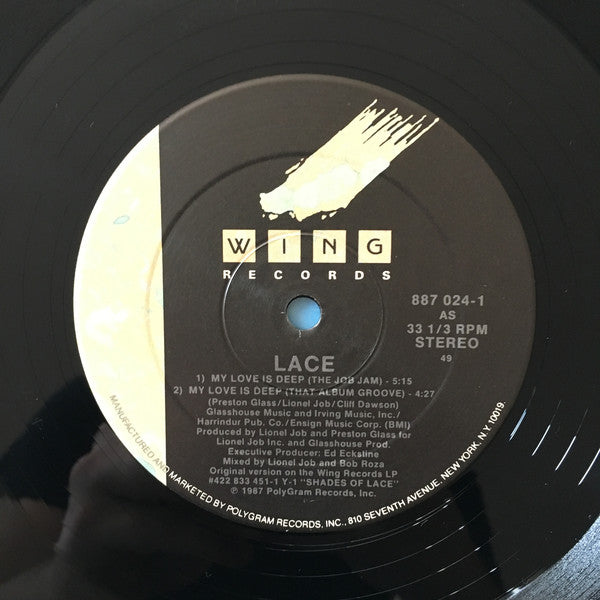 WING
RECORDS
887 024-1
AS
33 1/3 RPM
STEREO
49
LACE
1) MY LOVE IS DEEP (THE JOB JAM) - 5:15
2) MY LOVE IS DEEP (THAT ALBUM GROOVE) - 4:27
(Preston Glass/Lionel Job/Cliff Dawson)
Glasshouse Music and Irving Music, Inc./
Harrindur Pub. Co./Ensign Music Corp. (BMI)
Produced by Lionel Job and Preston Glass for
Lionel Job Inc. and Glasshouse Prod.
Executive Producer: Ed Eckstine
Mixed by Lionel Job and Bob Roza
Original version on the Wing Records LP
#422 833 451-1 Y-1 "SHADES OF LACE"
℗ 1987 PolyGram Records, Inc.
MANUFACTURED AND MARKETED BY POLYGRAM RECORDS, INC., 810 SEVENTH AVENUE, NEW YORK, N.Y. 10019.